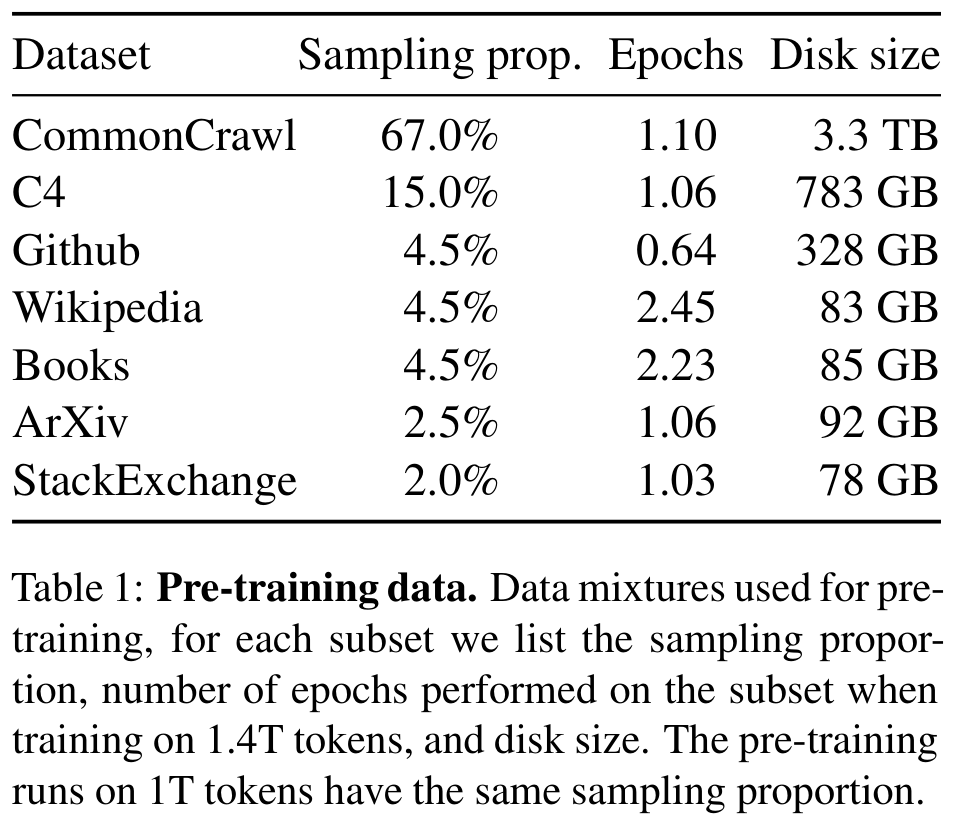 Dataset Sampling prop. Epochs Disk size
CommonCrawl 67.0% 1.10 3.3 TB
C4 15.0% 1.06 783 GB
Github 4.5% 0.64 328 GB
Wikipedia 4.5% 2.45 83 GB
Books 4.5% 2.23 85 GB
ArXiv 2.5% 1.06 92 GB
StackExchange 2.0% 1.03 78 GB
Table 1: Pre-training data. Data mixtures used for pre-
training, for each subset we list the sampling propor-
tion, number of epochs performed on the subset when
training on 1.4T tokens, and disk size. The pre-training
runs on 1T tokens have the same sampling proportion.